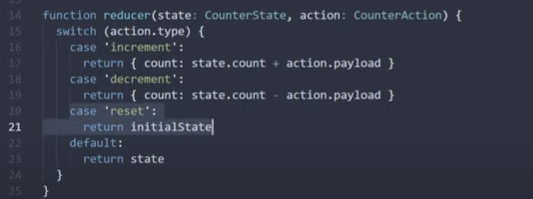 14 function reducer(state: CounterState, action: CounterAction) {
15 switch (action.type) {
16 case 'increment':
17 return { count: state.count + action.payload }
18 case 'decrement':
19 return { count: state.count - action.payload }
20 case 'reset':
21 return initialState
22 default:
23 return state
24 }
25 }